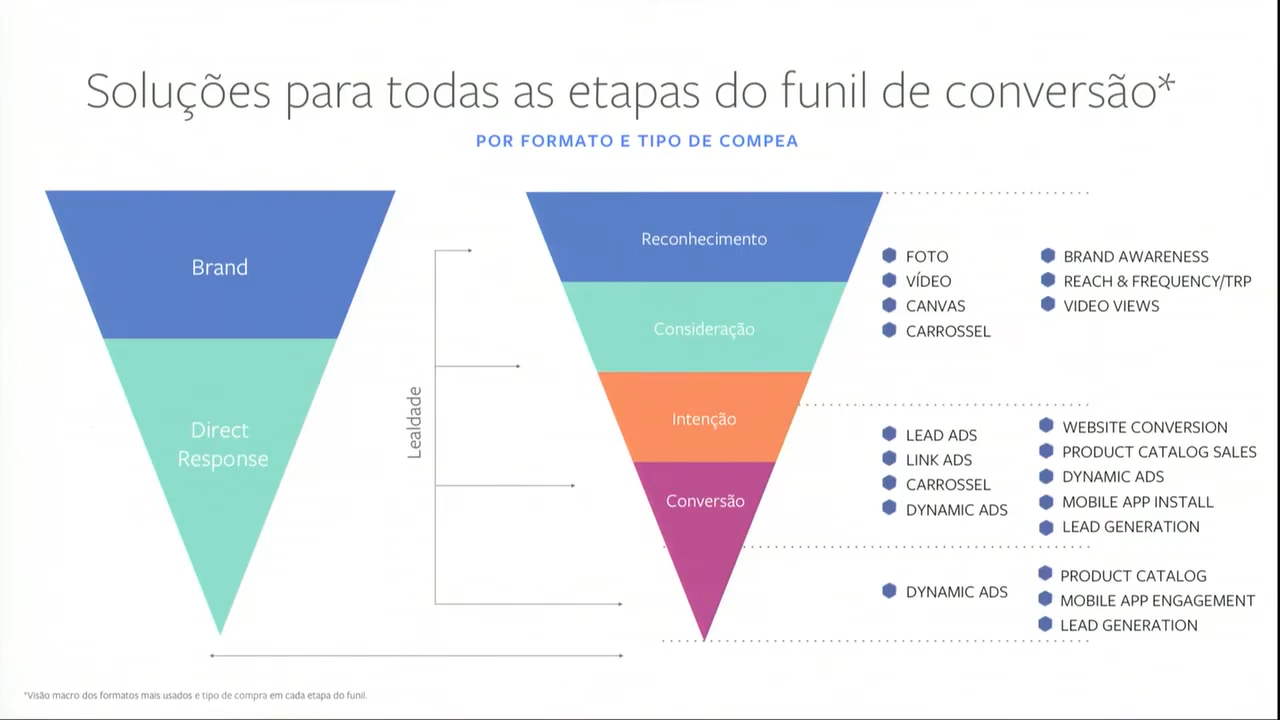 Soluções para todas as etapas do funil de conversão*
POR FORMATO E TIPO DE COMPEA
Brand
Direct
Response
Lealdade
Reconhecimento
Consideração
Intenção
Conversão
FOTO
VÍDEO
CANVAS
CARROSSEL
BRAND AWARENESS
REACH & FREQUENCY/TRP
VIDEO VIEWS
LEAD ADS
LINK ADS
CARROSSEL
DYNAMIC ADS
WEBSITE CONVERSION
PRODUCT CATALOG SALES
DYNAMIC ADS
MOBILE APP INSTALL
LEAD GENERATION
DYNAMIC ADS
PRODUCT CATALOG
MOBILE APP ENGAGEMENT
LEAD GENERATION
*Visão macro dos formatos mais usados e tipo de compra em cada etapa do funil.